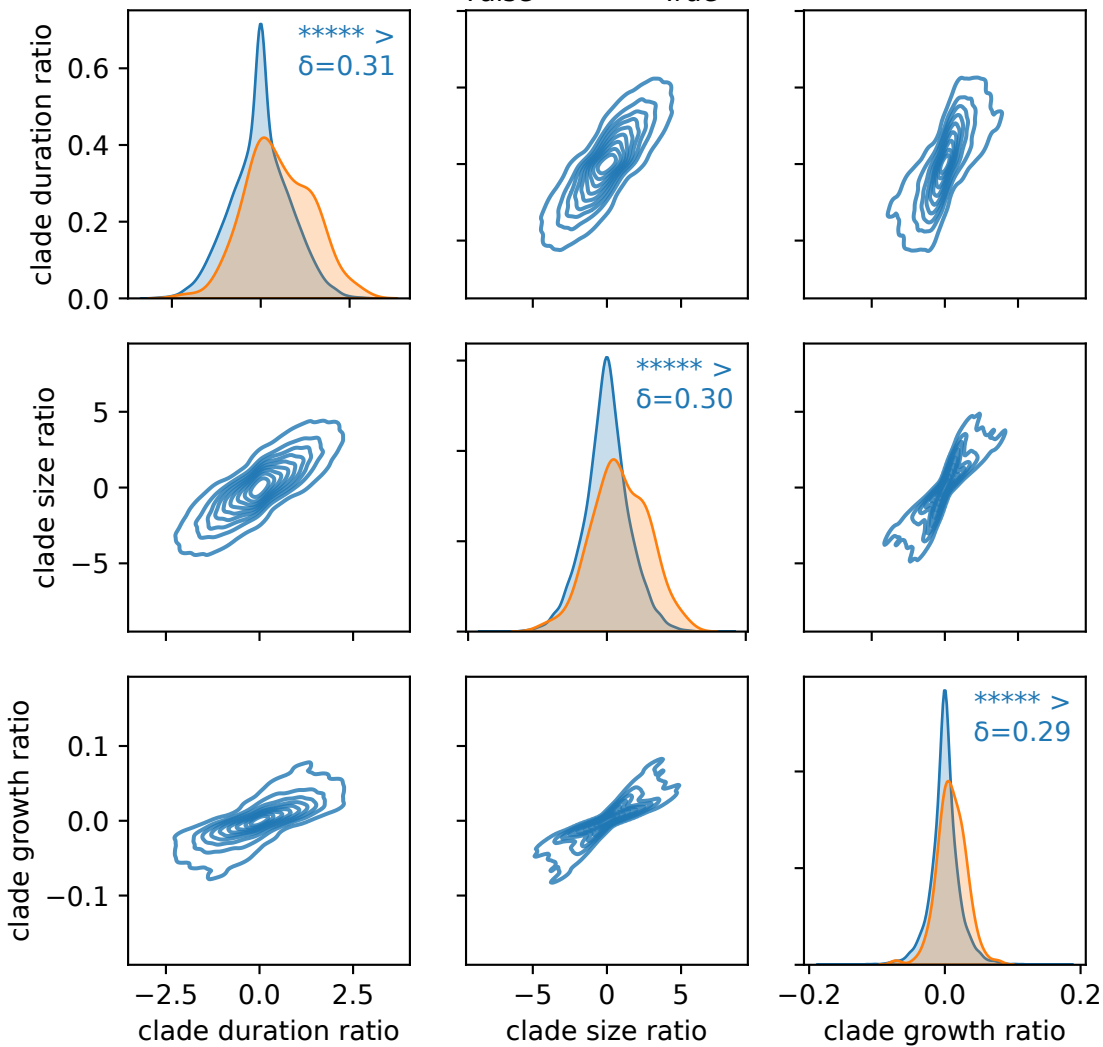 ***** >
δ=0.31
clade duration ratio
0.6
0.4
0.2
0.0
***** >
δ=0.30
clade size ratio
5
0
−5
***** >
δ=0.29
clade growth ratio
0.1
0.0
−0.1
−2.5 0.0 2.5 −5 0 5 −0.2 0.0 0.2
clade duration ratio clade size ratio clade growth ratio